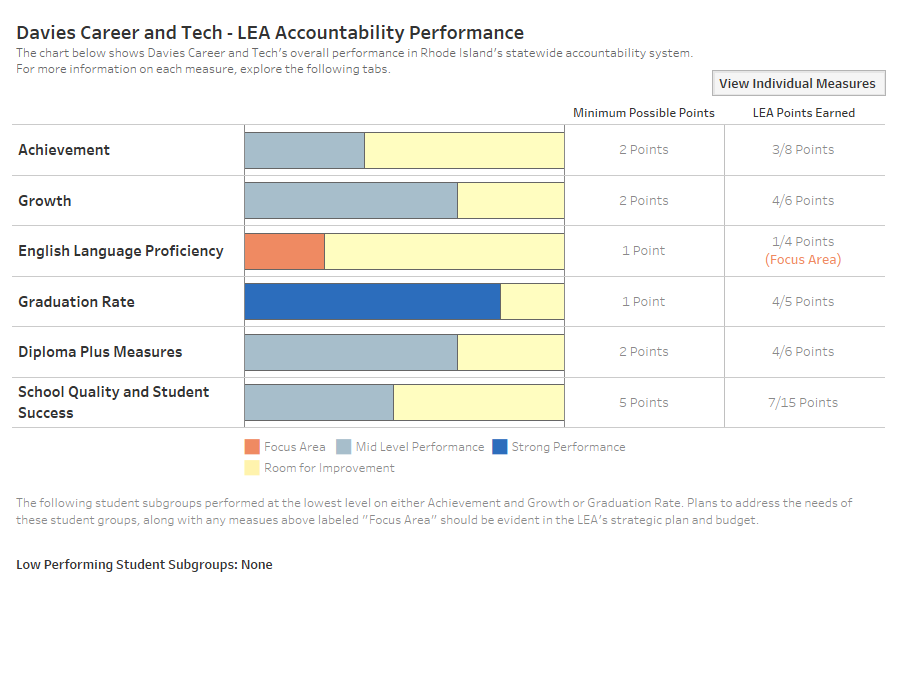 Davies Career and Tech - LEA Accountability Performance
The chart below shows Davies Career and Tech's overall performance in Rhode Island's statewide accountability system.
For more information on each measure, explore the following tabs.
View Individual Measures
Minimum Possible Points LEA Points Earned
Achievement 2 Points 3/8 Points
Growth 2 Points 4/6 Points
English Language Proficiency 1 Point 1/4 Points
(Focus Area)
Graduation Rate 1 Point 4/5 Points
Diploma Plus Measures 2 Points 4/6 Points
School Quality and Student
Success 5 Points 7/15 Points
Focus Area Mid Level Performance Strong Performance
Room for Improvement
The following student subgroups performed at the lowest level on either Achievement and Growth or Graduation Rate. Plans to address the needs of
these student groups, along with any measues above labeled "Focus Area" should be evident in the LEA's strategic plan and budget.
Low Performing Student Subgroups: None